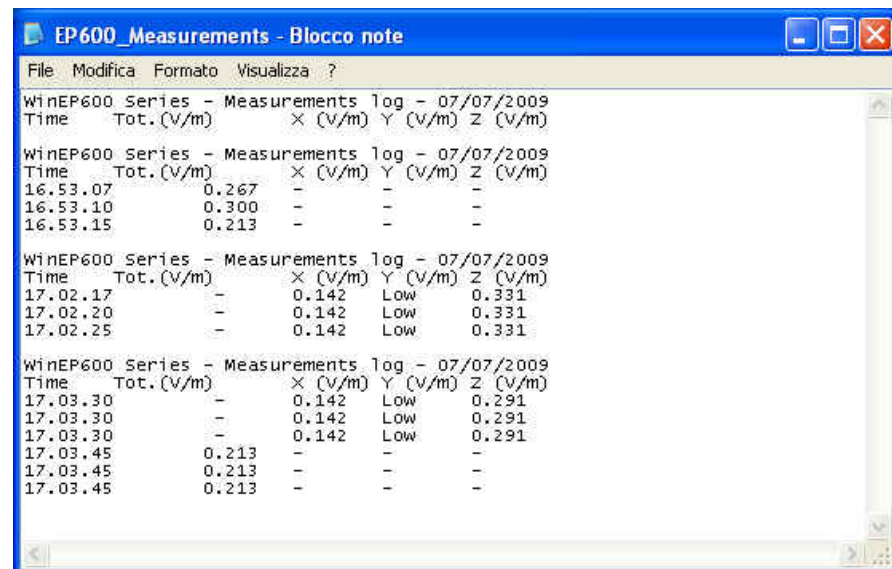 EP600_Measurements - Blocco note
File Modifica Formato Visualizza ?
WinEP600 Series - Measurements log - 07/07/2009
Time Tot.(V/m) X (V/m) Y (V/m) Z (V/m)
WinEP600 Series - Measurements log - 07/07/2009
Time Tot.(V/m) X (V/m) Y (V/m) Z (V/m)
16.53.07 0.267 - - -
16.53.10 0.300 - - -
16.53.15 0.213 - - -
WinEP600 Series - Measurements log - 07/07/2009
Time Tot.(V/m) X (V/m) Y (V/m) Z (V/m)
17.02.17 - 0.142 Low 0.331
17.02.20 - 0.142 Low 0.331
17.02.25 - 0.142 Low 0.331
WinEP600 Series - Measurements log - 07/07/2009
Time Tot.(V/m) X (V/m) Y (V/m) Z (V/m)
17.03.30 - 0.142 Low 0.291
17.03.30 - 0.142 Low 0.291
17.03.30 - 0.142 Low 0.291
17.03.45 0.213 - - -
17.03.45 0.213 - - -
17.03.45 0.213 - - -